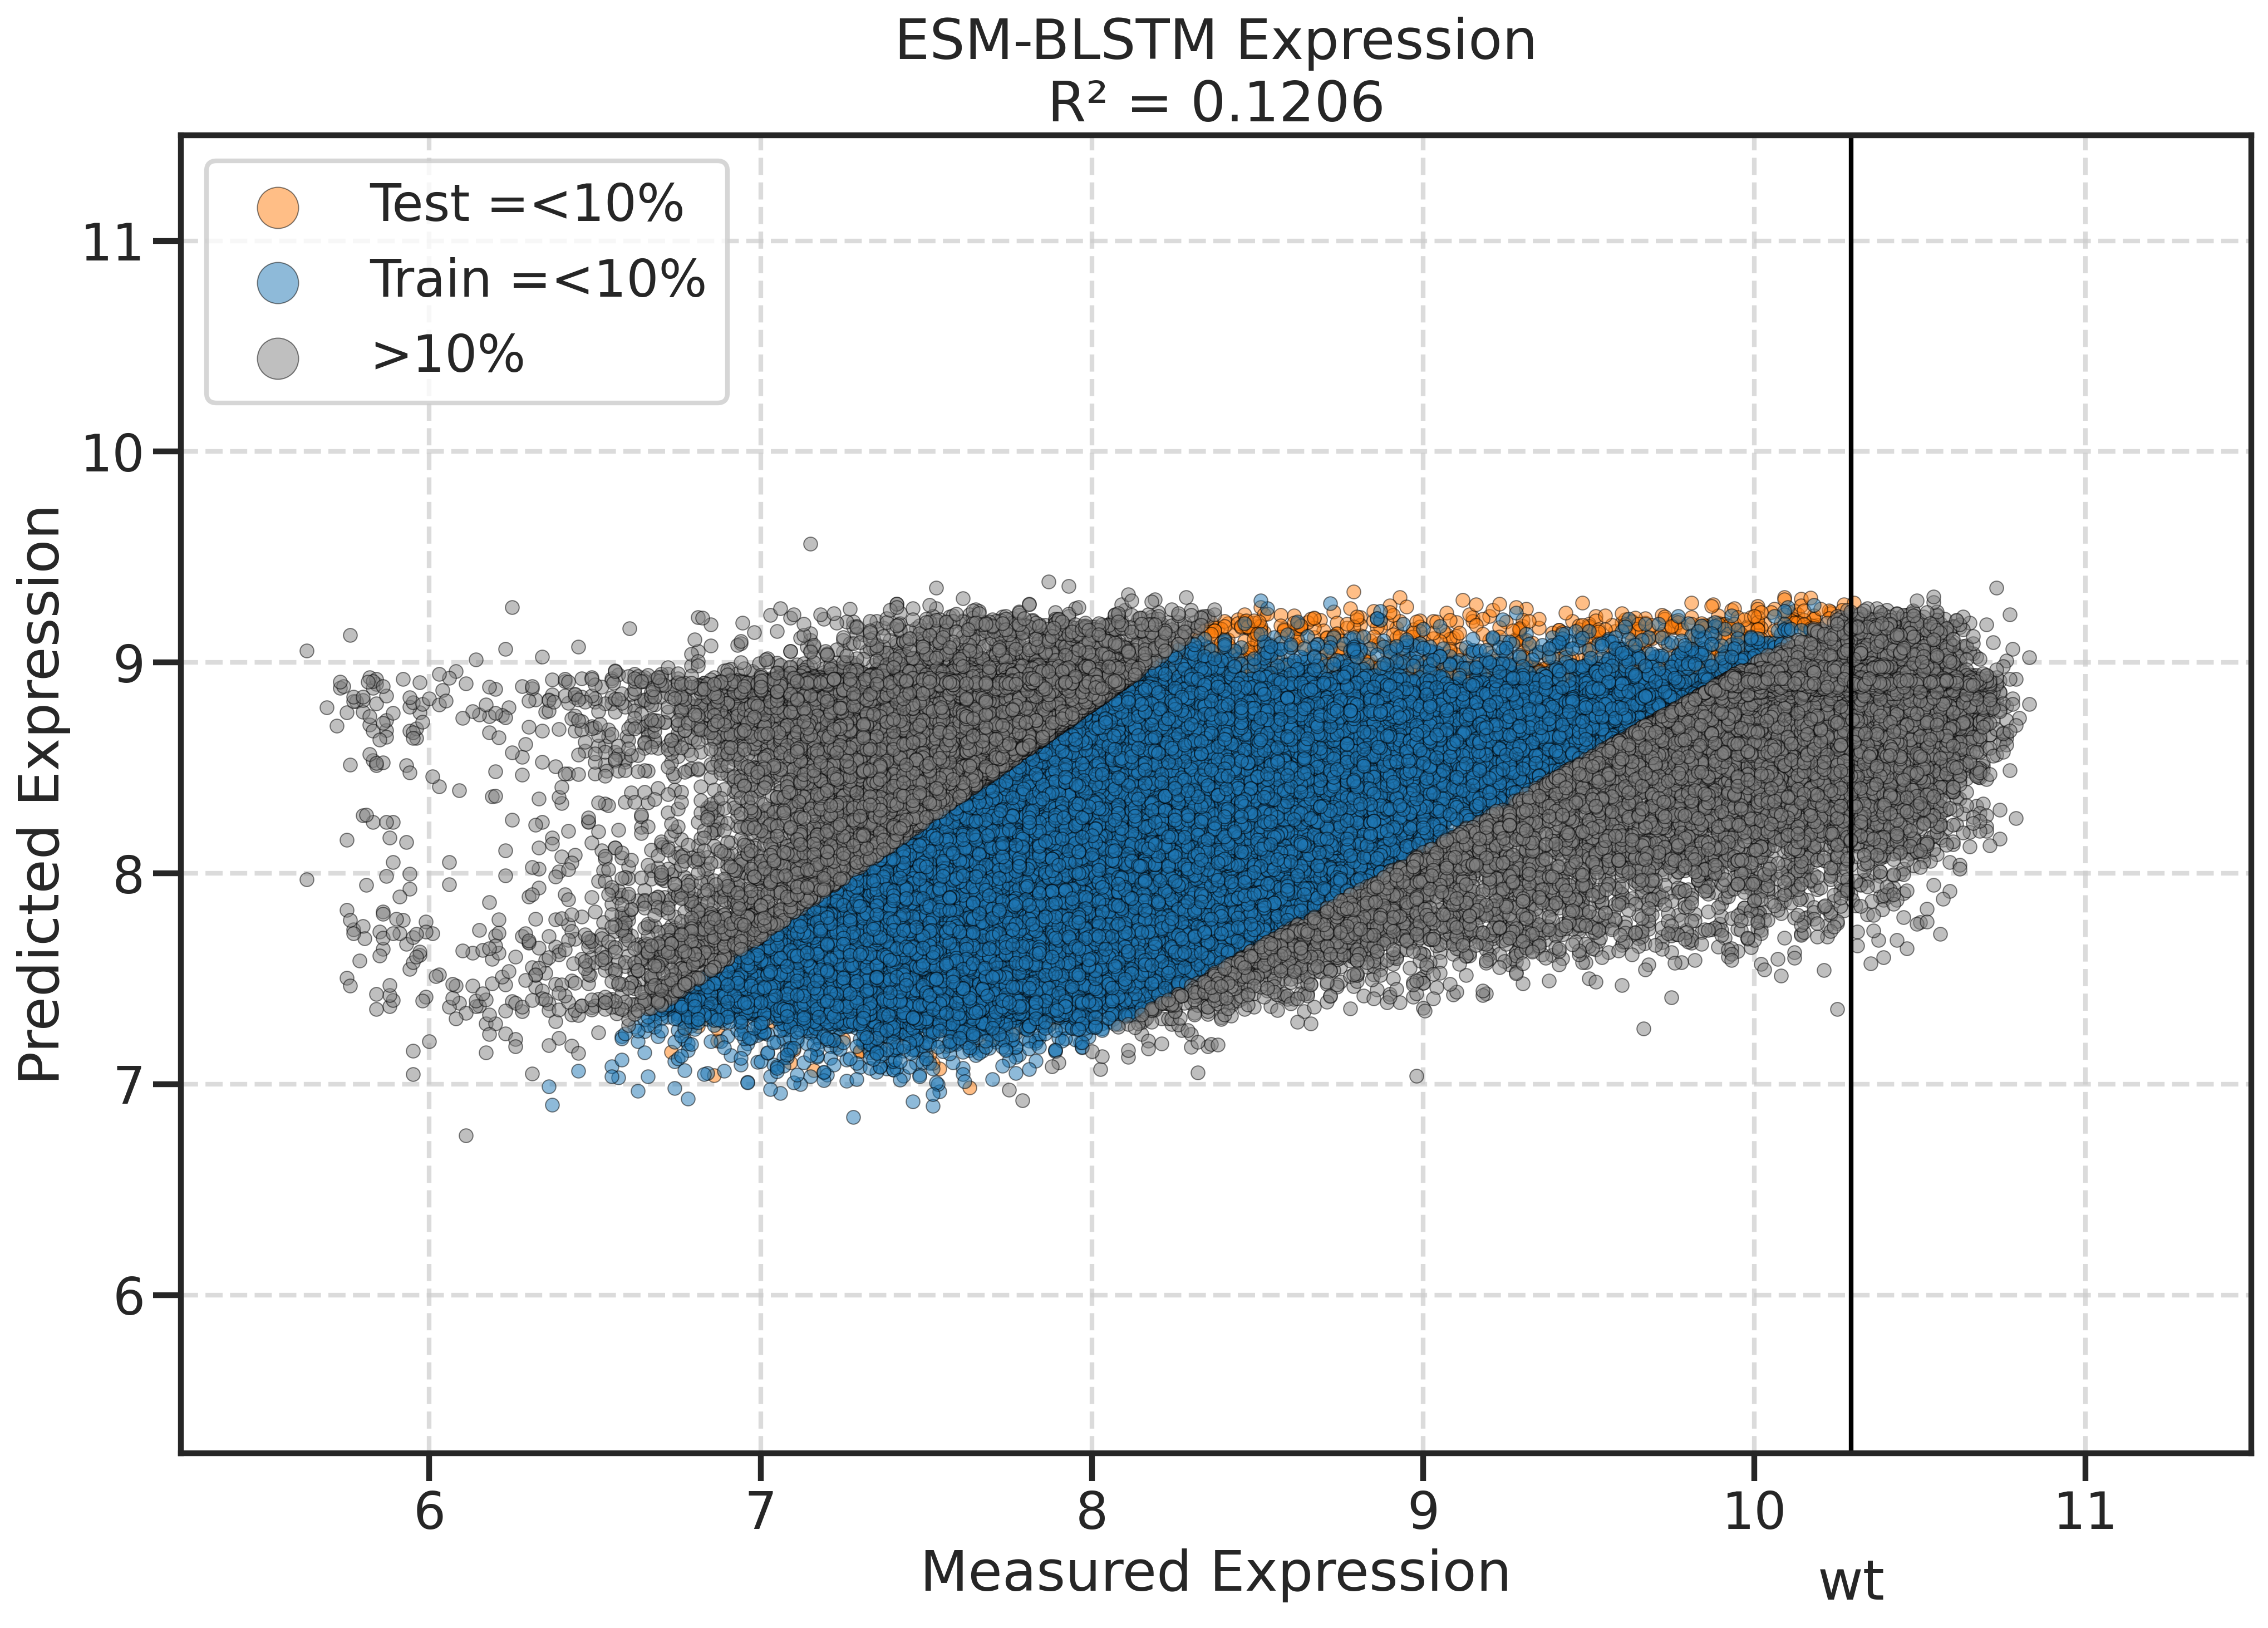 ESM-BLSTM Expression
R² = 0.1206
Test =<10%
Train =<10%
>10%
Predicted Expression
11
10
9
8
7
6
6
7
8
9
10
11
Measured Expression
wt